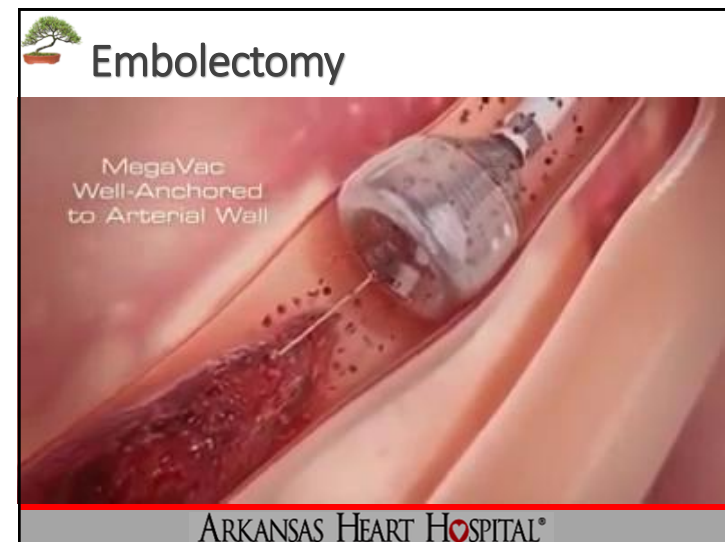 Embolectomy
MegaVac
Well-Anchored
to Arterial Wall
ARKANSAS HEART HOSPITAL®